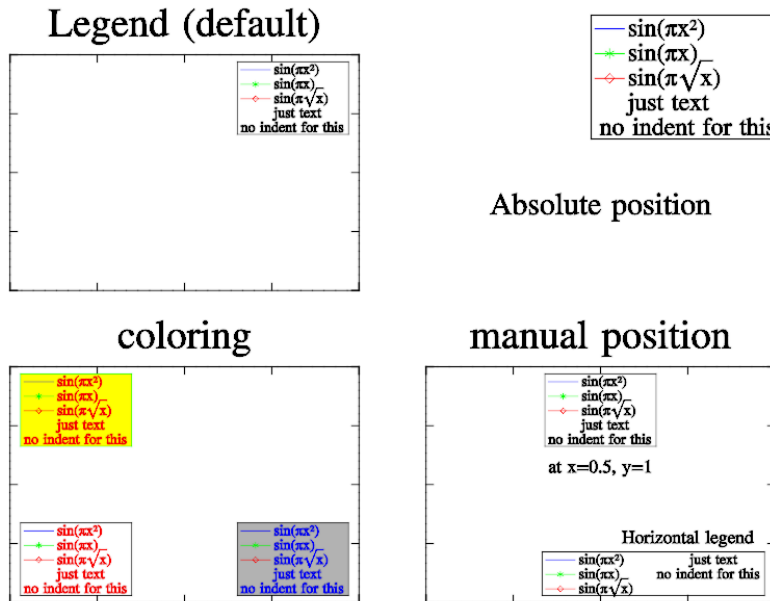 Legend (default)
sin(πx²)
sin(πx)
sin(π√x)
just text
no indent for this
sin(πx²)
sin(πx)
sin(π√x)
just text
no indent for this
Absolute position
coloring
sin(πx²)
sin(πx)
sin(π√x)
just text
no indent for this
sin(πx²)
sin(πx)
sin(π√x)
just text
no indent for this
sin(πx²)
sin(πx)
sin(π√x)
just text
no indent for this
manual position
sin(πx²)
sin(πx)
sin(π√x)
just text
no indent for this
at x=0.5, y=1
Horizontal legend
sin(πx²) just text
sin(πx) no indent for this
sin(π√x)